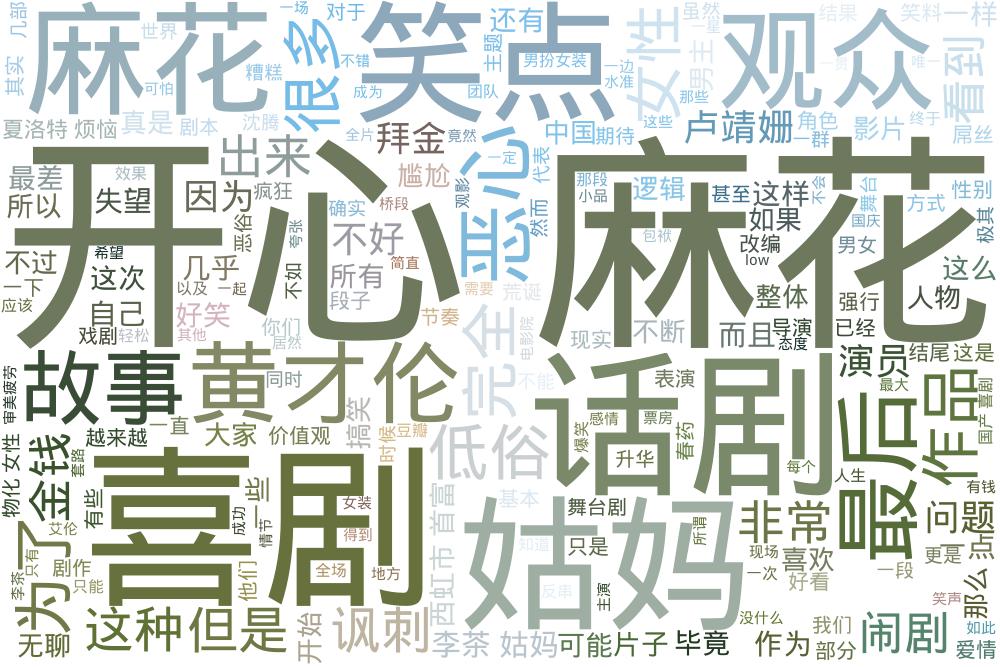 麻花
笑点
观众
很多
女性
看到
几部
其实
世界
可怕
一场
不错
对于
还有
主题
男扮女装
成为
团队
一边
水准
男主
那些
虽然
一星
结果
笑料
一样
唯一
夏洛特 烦恼
糟糕
真是
剧本
沈腾
全片
竟然
拜金
尴尬
恶心
一定
观影
代表
然而
中国
期待
这些
卢靖姗
角色
一群
影片
终于
屌丝
最差
所以
效果
失望
因为
出来
疯狂
恶俗
夸张
确实
桥段
不好
所有
段子
简直
那段
小品
逻辑
包袱
甚至
这样
不会
舞台
国庆
方式
性别
极其
如果
改编
low
男女
开心
麻花
希望
不过
一下
应该
这次
几乎
以及
一起
不如
自己
好笑
其他
戏剧
轻松
你们
居然
节奏
需要
荒诞
电影院
完全
现实
不断
而且
整体
导演
态度
强行
已经
人物
这么
故事
黄才伦
同时
审美疲劳
不能
话剧
表演
演员
结尾
这是
最大
国产 喜剧
作品
最后
感情
票房
爆笑
升华
春药
每个
人生
有钱
越来越
一直
大家
价值观
搞笑
时候
豆瓣
低俗
物化 女性
金钱
套路
有些
喜剧
一些
成功
情节
女装
得到
全场
地方
西虹市 首富
基本
姑妈
舞台剧
只是
知道
反串
主演
所谓
非常
现场
喜欢
一次
好看
问题
更是
一点
一段
那么
笑声
如此
爱情
艾伦
只有
李茶
为了
剧作
只能
他们
无聊
这种
但是
开始
讽刺
李茶 姑妈
可能
片子
毕竟
没什么
作为
我们
部分
闹剧